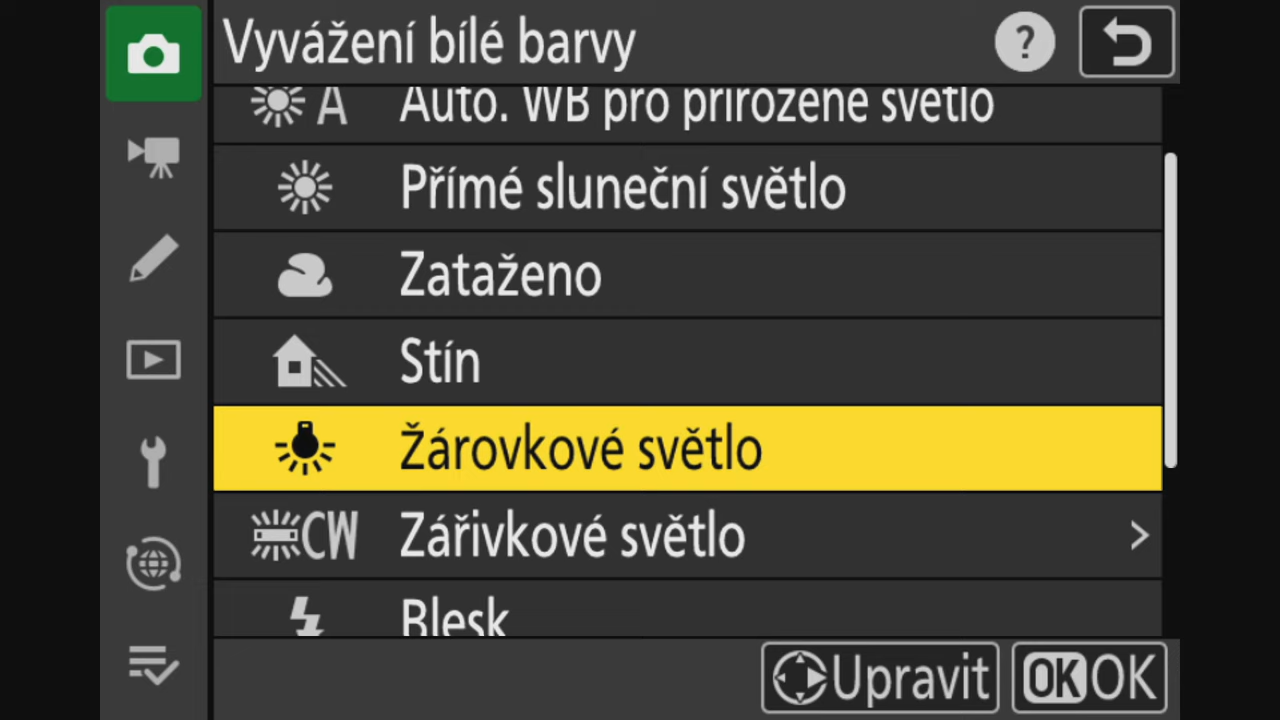 Vyvážení bílé barvy
?
A Auto. WB pro přirozené světlo
Přímé sluneční světlo
Zataženo
Stín
Žárovkové světlo
CW Zářivkové světlo
Blesk
Upravit OK OK